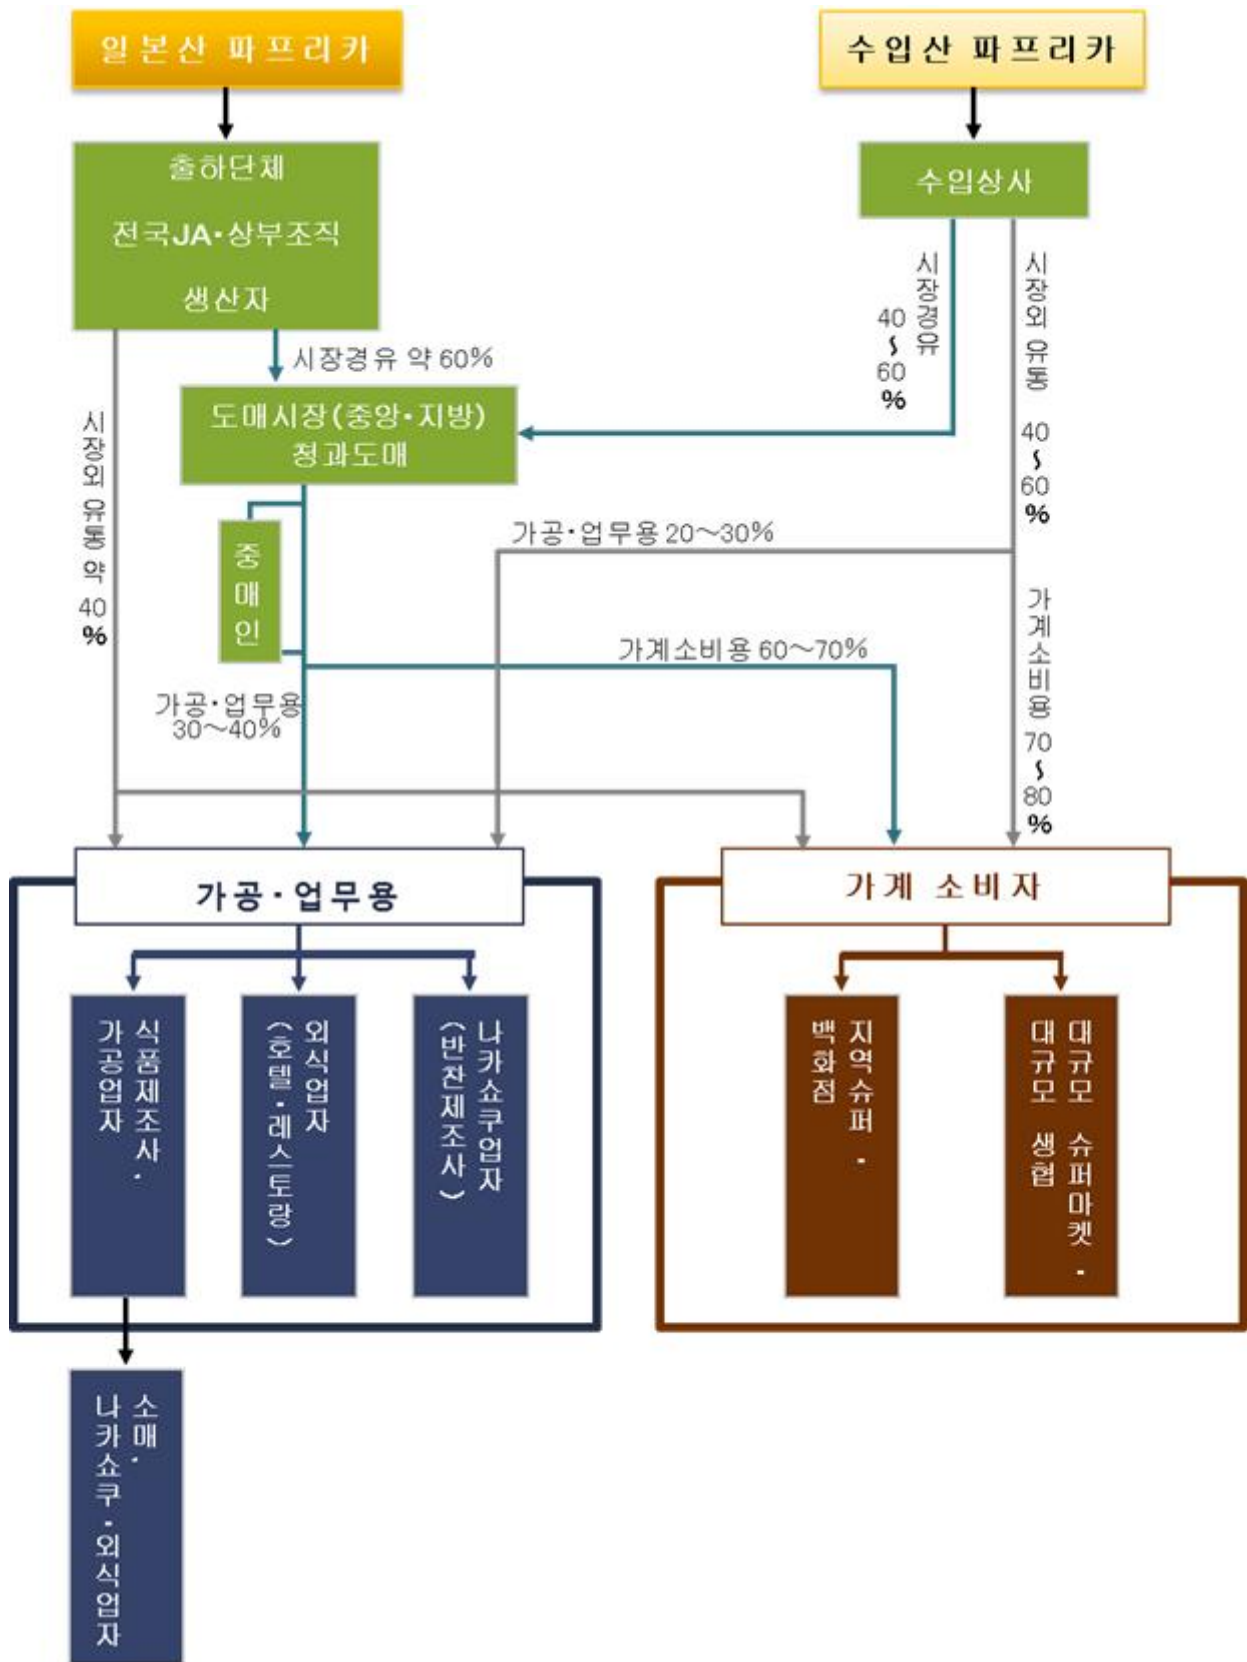 일본산 파프리카
수입산 파프리카
출하단체
전국JA·상부조직
생산자
수입상사
시장경유 약 60%
시장경유
40~60%
시장외 유통 40~60%
도매시장(중앙·지방)
청과도매
시장외 유통 약 40%
중매인
가공·업무용 20~30%
가계소비용 60~70%
가계소비용 70~80%
가공·업무용
30~40%
가공·업무용
가계 소비자
식품제조사·
가공업자
외식업자
(호텔·레스토랑)
나카쇼쿠업자
(반찬제조사)
지역슈퍼·
백화점
대규모 슈퍼마켓·
대규모 생협
소매·
나카쇼쿠·외식업자